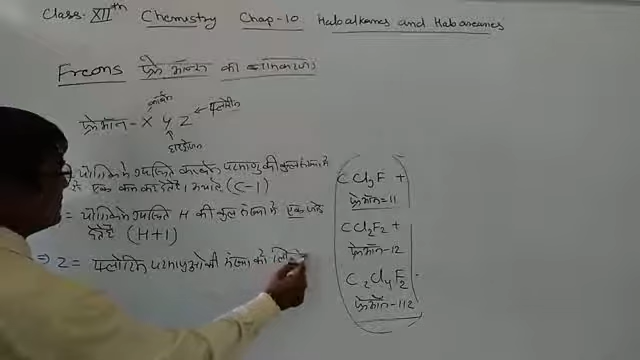 Class:- XIIth Chemistry Chap-10 Haloalkanes and Haloarenes
Freons फ्रेऑन्स का नामकरण
कार्बन
फ्रेऑन - X Y Z ← फ्लोरीन
हाइड्रोजन
यौगिक में उपस्थित कार्बन परमाणु की कुल संख्या में
से एक कम कर देते हैं। अर्थात (C-1)
= यौगिक में उपस्थित H की कुल संख्या में एक जोड़
देते हैं (H+1)
⇒ Z = फ्लोरीन परमाणुओं की संख्या को
CCl3F +
फ्रेऑन-11
CCl2F2 +
फ्रेऑन-12
C2Cl4F2
फ्रेऑन-112